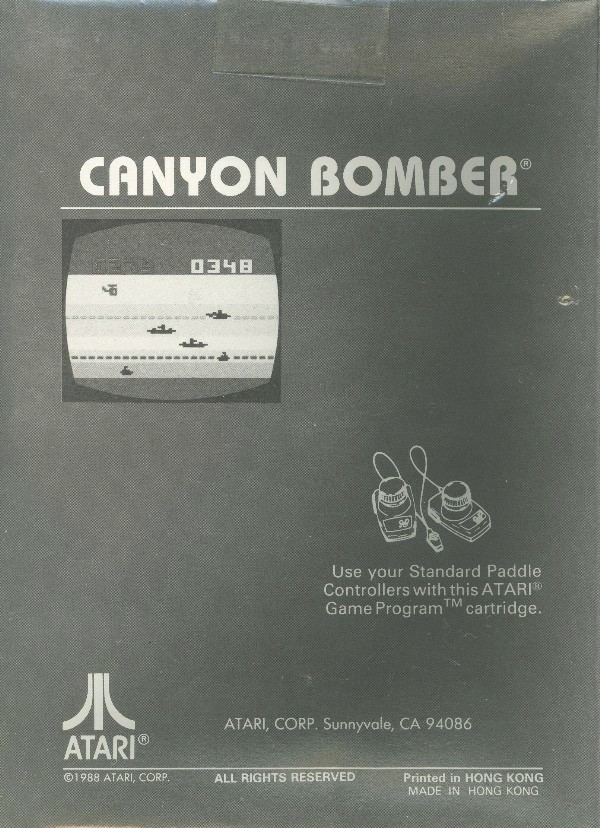 CANYON BOMBER®
0348
Use your Standard Paddle
Controllers with this ATARI®
Game Program™ cartridge.
ATARI®
ATARI, CORP. Sunnyvale, CA 94086
©1988 ATARI, CORP. ALL RIGHTS RESERVED Printed in HONG KONG
MADE IN HONG KONG